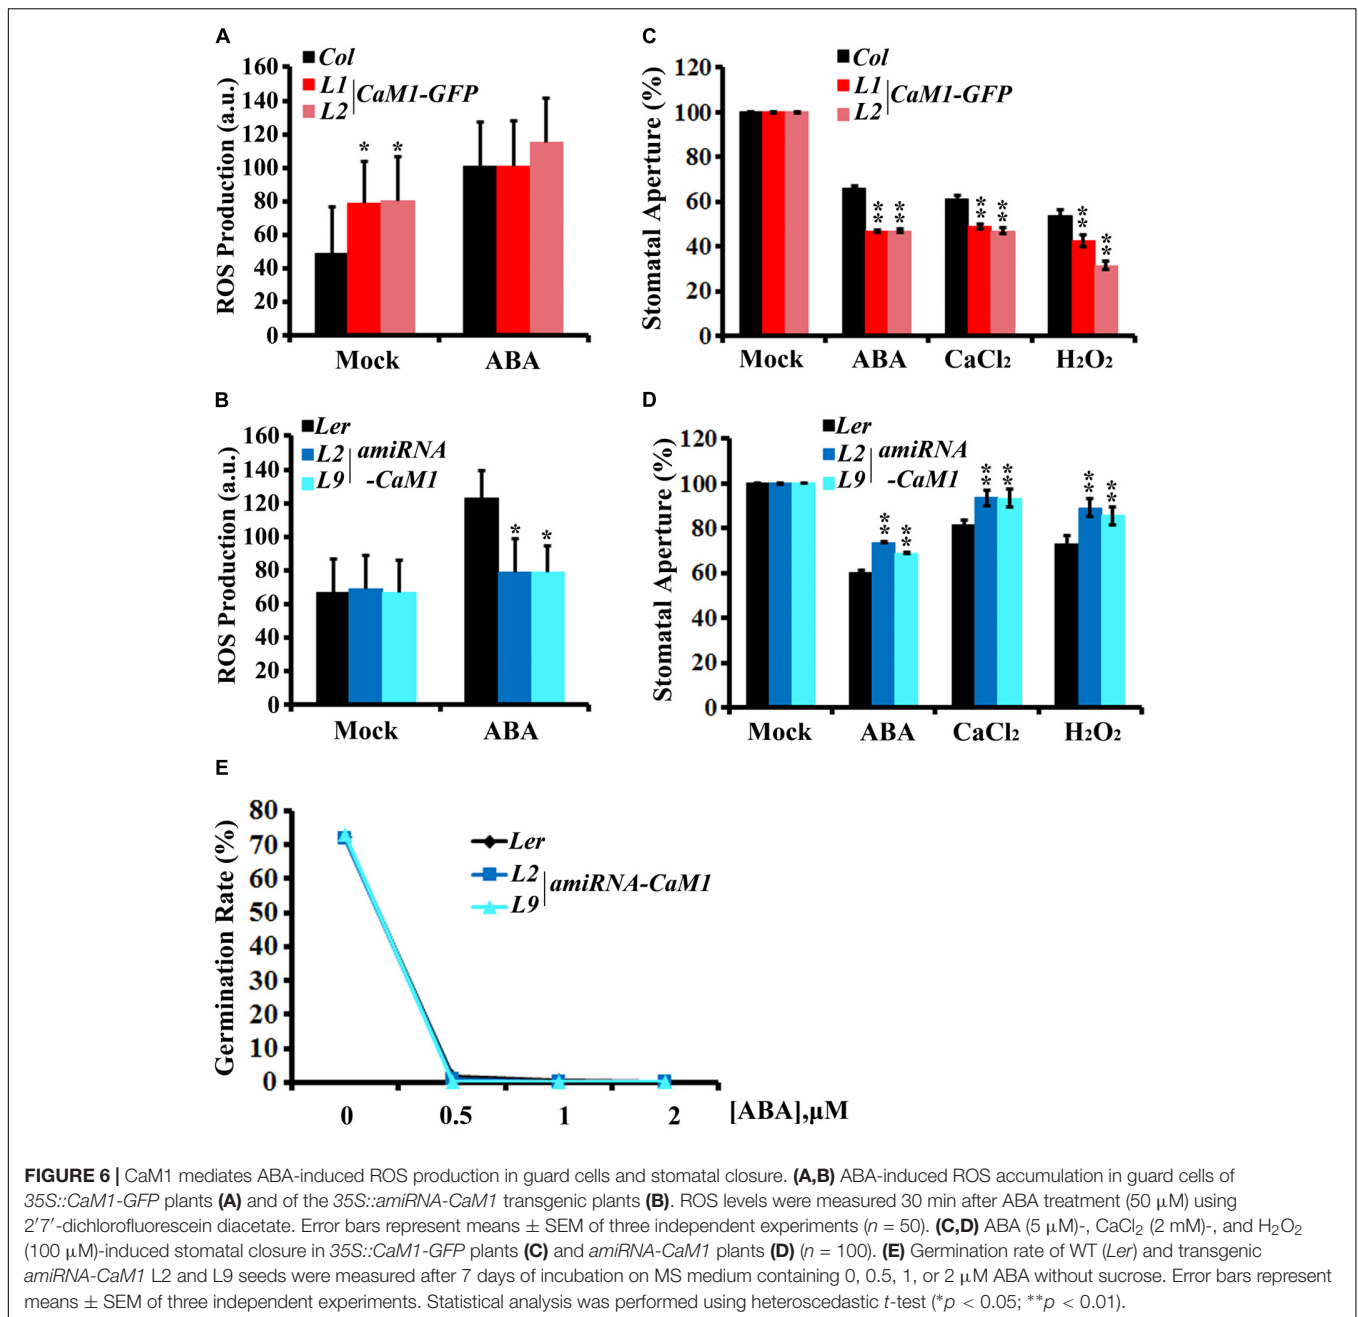 A
Col
L1
L2
CaM1-GFP
ROS Production (a.u.)
160
140
120
100
80
60
40
20
0
* *
Mock ABA
C
Col
L1
L2
CaM1-GFP
Stomatal Aperture (%)
120
100
80
60
40
20
0
** ** ** ** ** **
Mock ABA CaCl₂ H₂O₂
B
Ler
L2
L9
amiRNA
-CaM1
ROS Production (a.u.)
160
140
120
100
80
60
40
20
0
* *
Mock ABA
D
Ler
L2
L9
amiRNA
-CaM1
Stomatal Aperture (%)
120
100
80
60
40
20
0
** ** ** ** ** **
Mock ABA CaCl₂ H₂O₂
E
Ler
L2
L9
amiRNA-CaM1
Germination Rate (%)
80
70
60
50
40
30
20
10
0
0 0.5 1 2 [ABA],μM
FIGURE 6 | CaM1 mediates ABA-induced ROS production in guard cells and stomatal closure. (A,B) ABA-induced ROS accumulation in guard cells of
35S::CaM1-GFP plants (A) and of the 35S::amiRNA-CaM1 transgenic plants (B). ROS levels were measured 30 min after ABA treatment (50 μM) using
2′7′-dichlorofluorescein diacetate. Error bars represent means ± SEM of three independent experiments (n = 50). (C,D) ABA (5 μM)-, CaCl₂ (2 mM)-, and H₂O₂
(100 μM)-induced stomatal closure in 35S::CaM1-GFP plants (C) and amiRNA-CaM1 plants (D) (n = 100). (E) Germination rate of WT (Ler) and transgenic
amiRNA-CaM1 L2 and L9 seeds were measured after 7 days of incubation on MS medium containing 0, 0.5, 1, or 2 μM ABA without sucrose. Error bars represent
means ± SEM of three independent experiments. Statistical analysis was performed using heteroscedastic t-test (*p < 0.05; **p < 0.01).